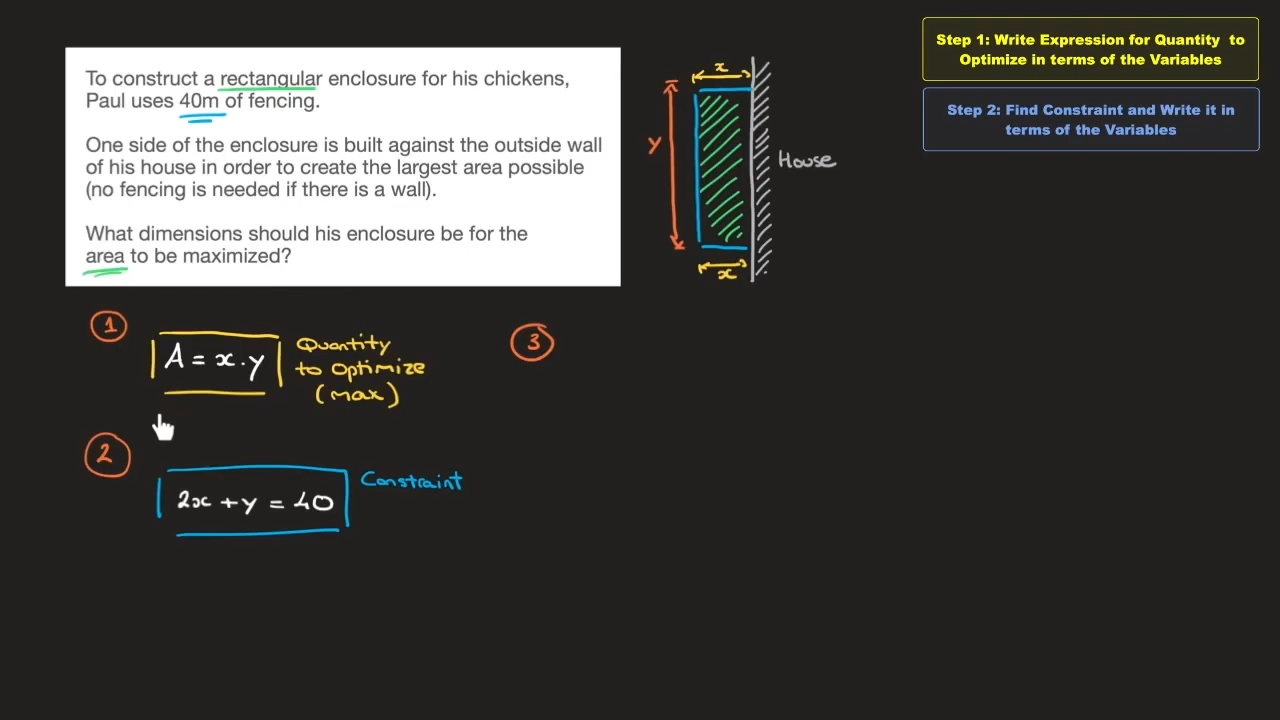 Step 1: Write Expression for Quantity to
Optimize in terms of the Variables
Step 2: Find Constraint and Write it in
terms of the Variables
To construct a rectangular enclosure for his chickens,
Paul uses 40m of fencing.
One side of the enclosure is built against the outside wall
of his house in order to create the largest area possible
(no fencing is needed if there is a wall).
What dimensions should his enclosure be for the
area to be maximized?
x
y
House
x
1
A = x . y
Quantity
to Optimize
(max)
2
2x + y = 40
Constraint
3